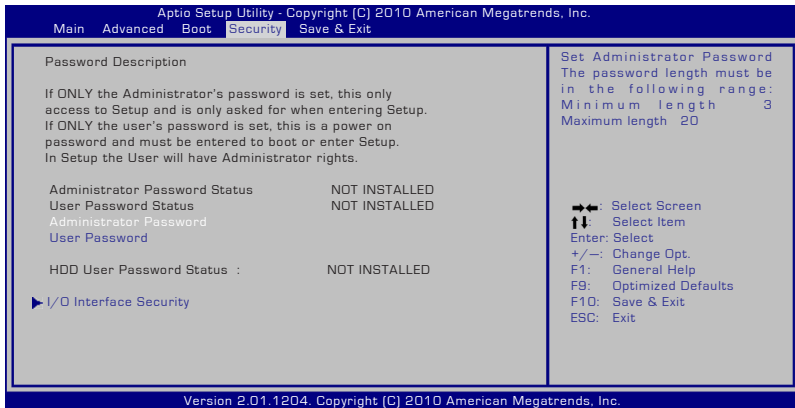 Aptio Setup Utility - Copyright (C) 2010 American Megatrends, Inc.
Main Advanced Boot Security Save & Exit
Password Description
If ONLY the Administrator's password is set, this only
access to Setup and is only asked for when entering Setup.
If ONLY the user's password is set, this is a power on
password and must be entered to boot or enter Setup.
In Setup the User will have Administrator rights.
Administrator Password Status NOT INSTALLED
User Password Status NOT INSTALLED
Administrator Password
User Password
HDD User Password Status : NOT INSTALLED
I/O Interface Security
Set Administrator Password
The password length must be
in the following range:
Minimum length 3
Maximum length 20
→←: Select Screen
↑↓: Select Item
Enter: Select
+/—: Change Opt.
F1: General Help
F9: Optimized Defaults
F10: Save & Exit
ESC: Exit
Version 2.01.1204. Copyright (C) 2010 American Megatrends, Inc.